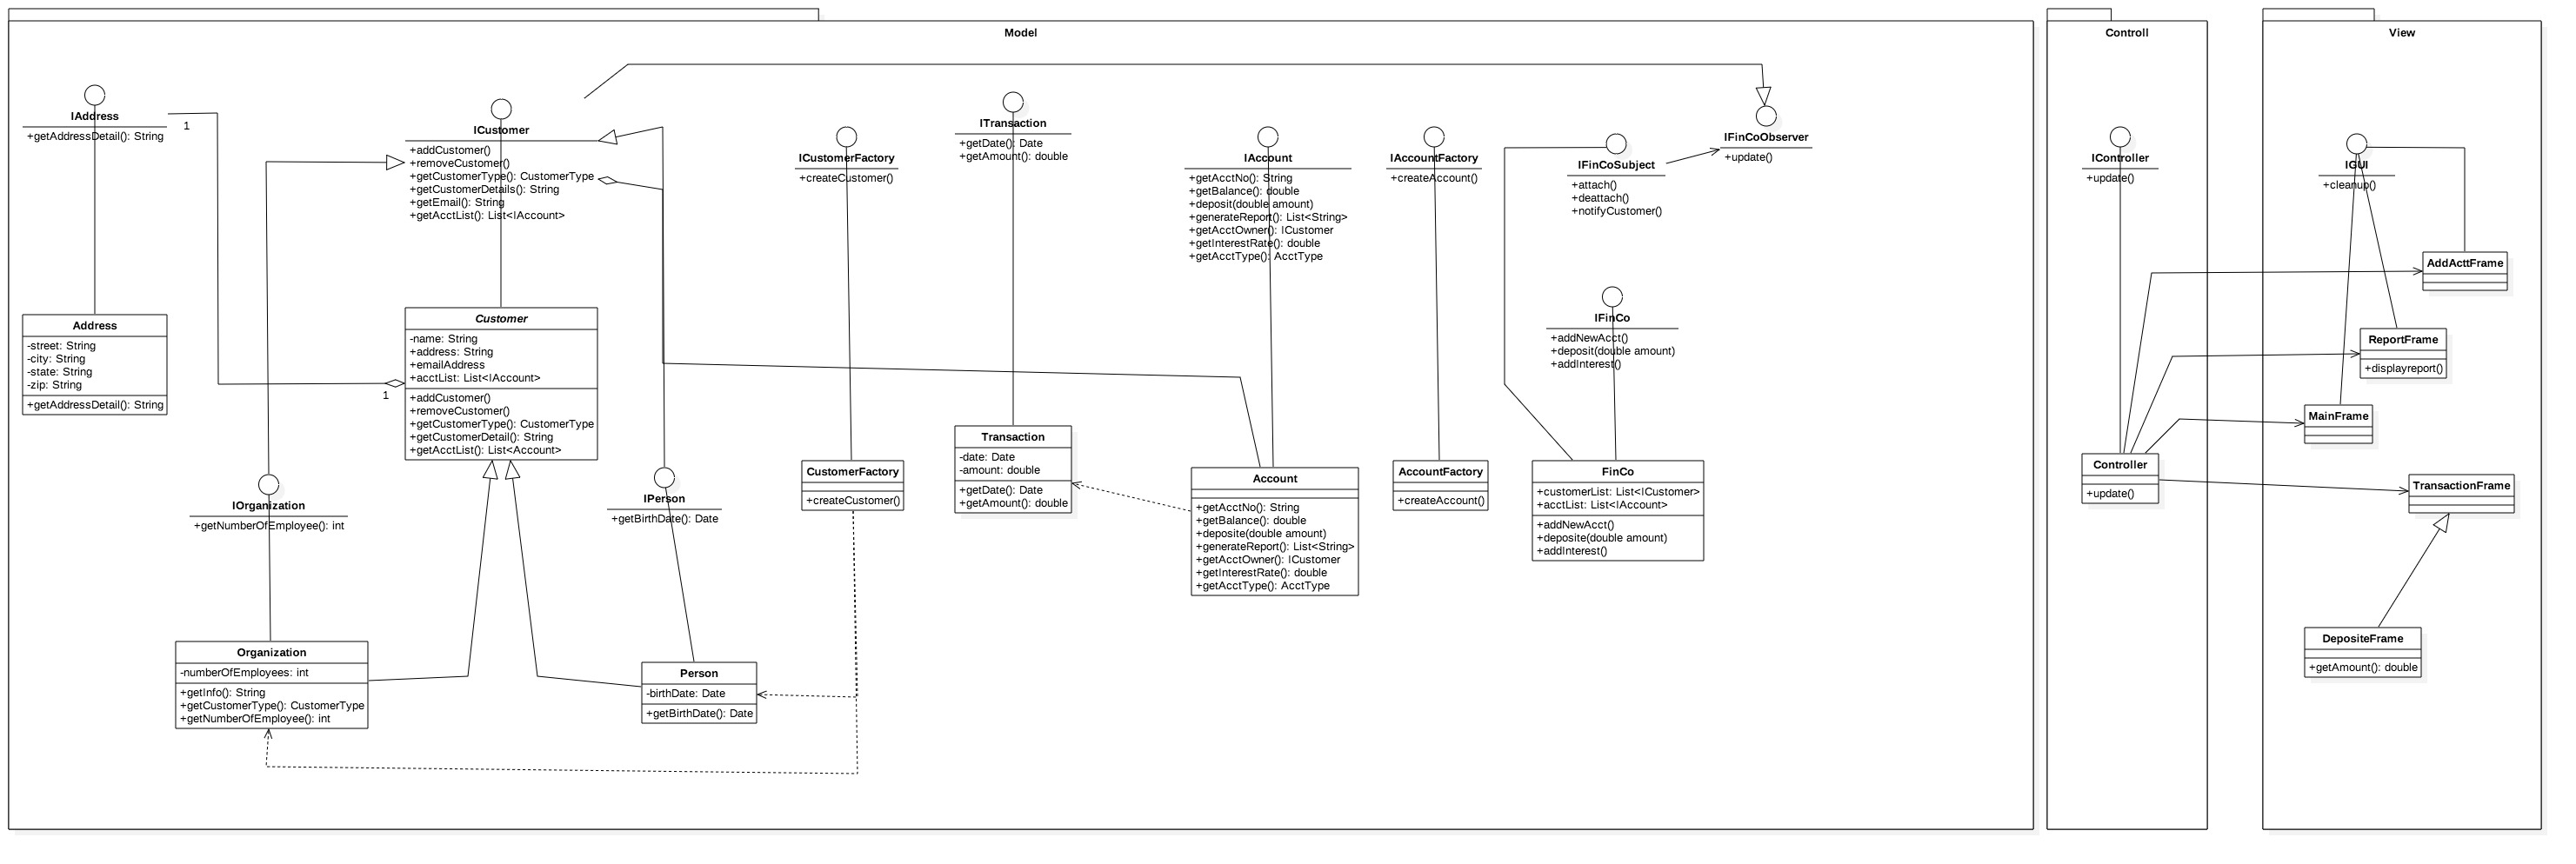 Model
IAddress
+getAddressDetail(): String
1
ICustomer
+addCustomer()
+removeCustomer()
+getCustomerType(): CustomerType
+getCustomerDetails(): String
+getEmail(): String
+getAcctList(): List<IAccount>
ICustomerFactory
+createCustomer()
ITransaction
+getDate(): Date
+getAmount(): double
IAccount
+getAcctNo(): String
+getBalance(): double
+deposit(double amount)
+generateReport(): List<String>
+getAcctOwner(): ICustomer
+getInterestRate(): double
+getAcctType(): AcctType
IAccountFactory
+createAccount()
IFinCoSubject
+attach()
+deattach()
+notifyCustomer()
IFinCoObserver
+update()
IFinCo
+addNewAcct()
+deposit(double amount)
+addInterest()
Address
-street: String
-city: String
-state: String
-zip: String
+getAddressDetail(): String
Customer
-name: String
+address: String
+emailAddress
+acctList: List<IAccount>
+addCustomer()
+removeCustomer()
+getCustomerType(): CustomerType
+getCustomerDetail(): String
+getAcctList(): List<Account>
1
IOrganization
+getNumberOfEmployee(): int
IPerson
+getBirthDate(): Date
CustomerFactory
+createCustomer()
Transaction
-date: Date
-amount: double
+getDate(): Date
+getAmount(): double
Account
+getAcctNo(): String
+getBalance(): double
+deposite(double amount)
+generateReport(): List<String>
+getAcctOwner(): ICustomer
+getInterestRate(): double
+getAcctType(): AcctType
AccountFactory
+createAccount()
FinCo
+customerList: List<ICustomer>
+acctList: List<IAccount>
+addNewAcct()
+deposite(double amount)
+addInterest()
Organization
-numberOfEmployees: int
+getInfo(): String
+getCustomerType(): CustomerType
+getNumberOfEmployee(): int
Person
-birthDate: Date
+getBirthDate(): Date
Controll
IController
+update()
Controller
+update()
View
IGUI
+cleanup()
AddActtFrame
ReportFrame
+displayreport()
MainFrame
TransactionFrame
DepositeFrame
+getAmount(): double